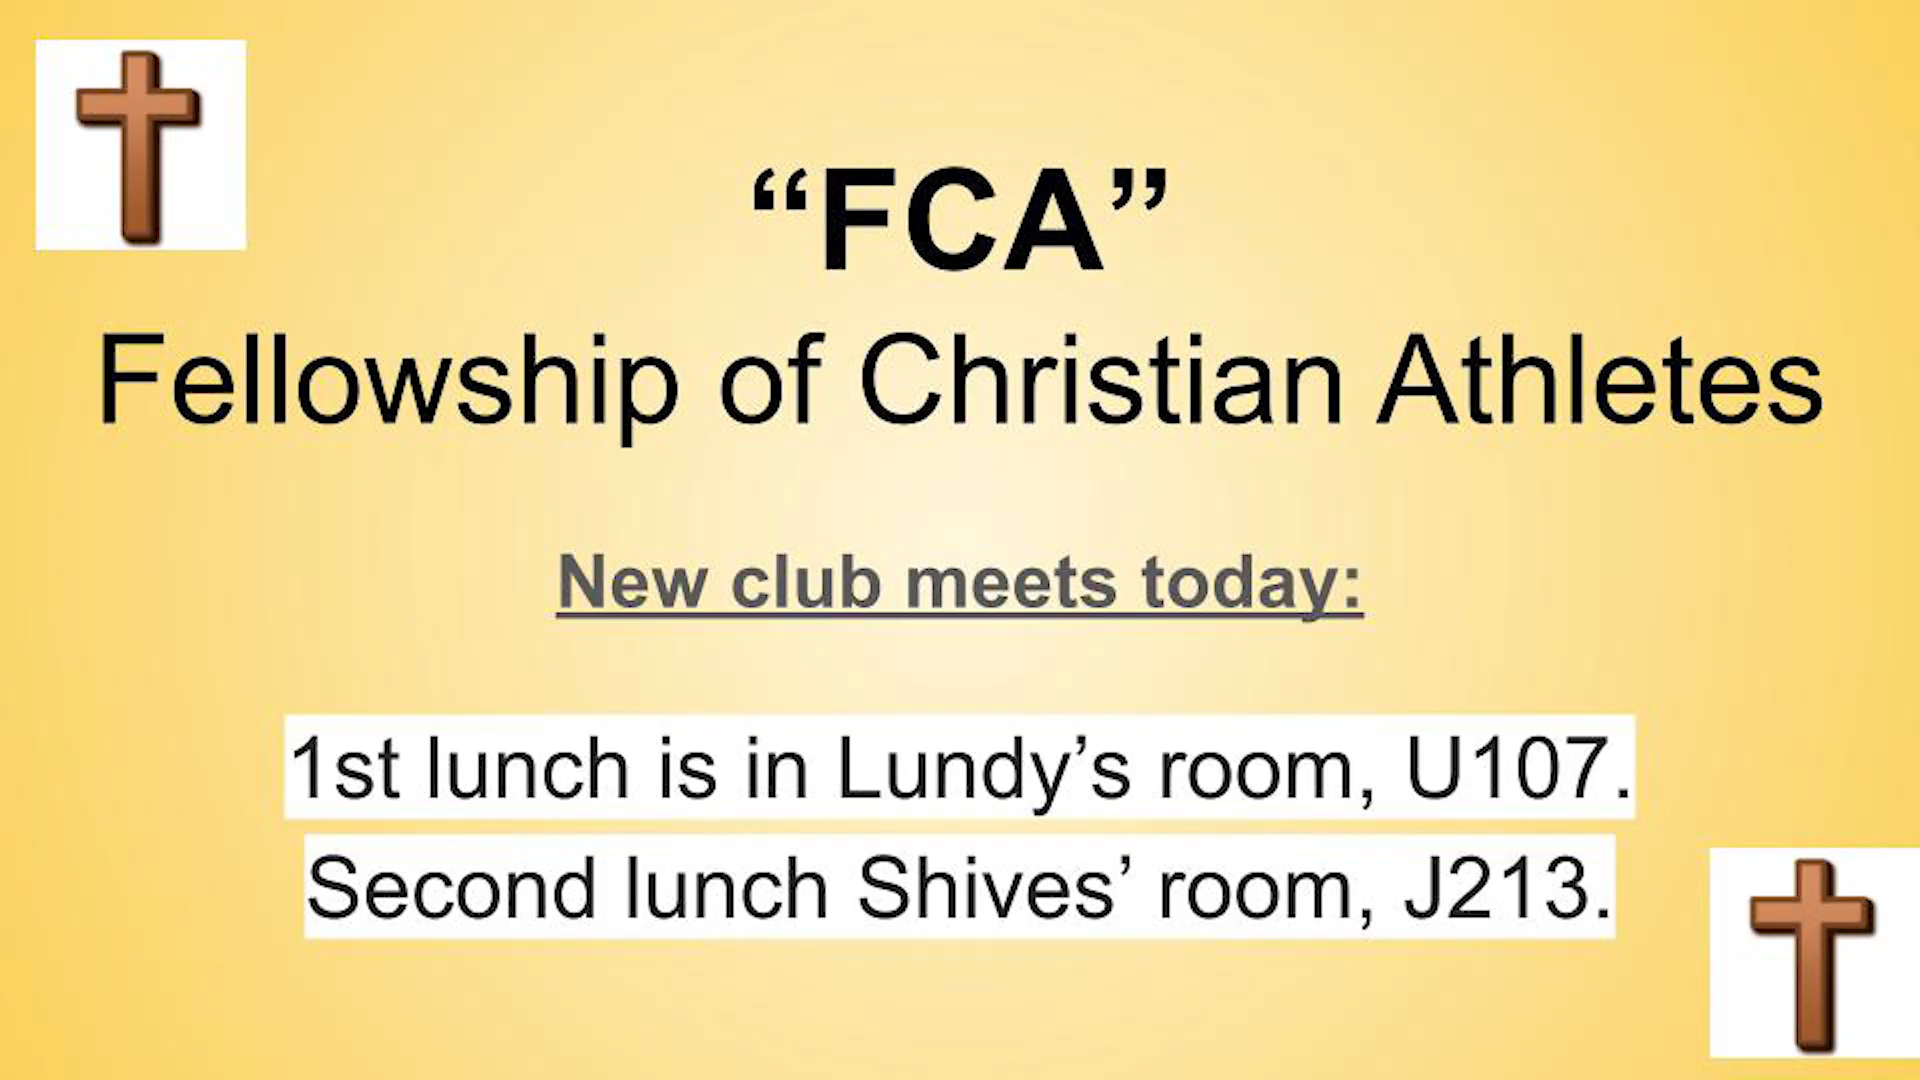 “FCA”
Fellowship of Christian Athletes
New club meets today:
1st lunch is in Lundy’s room, U107.
Second lunch Shives’ room, J213.